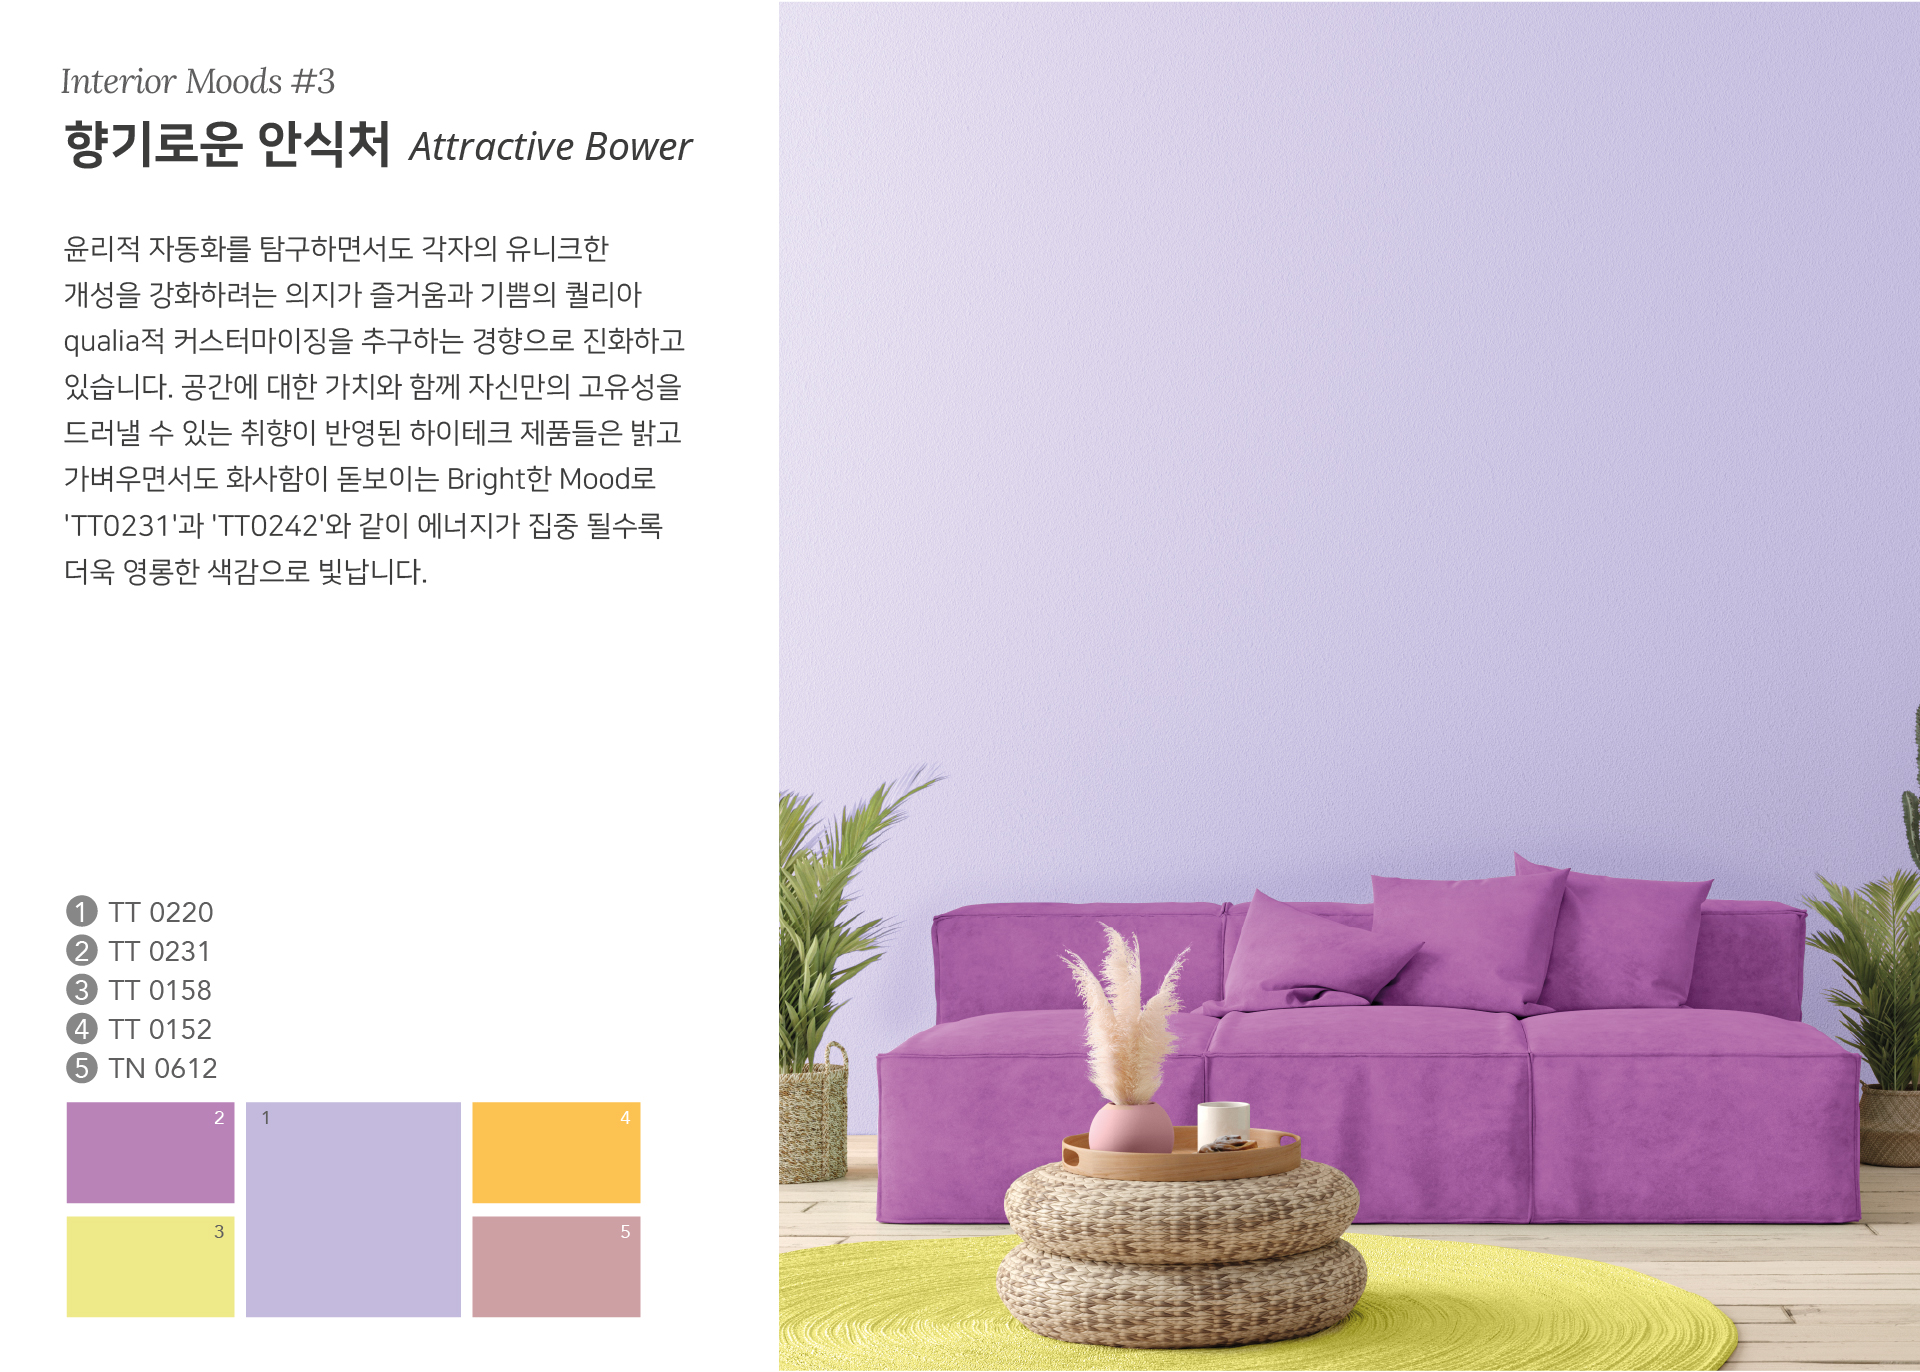 Interior Moods #3
향기로운 안식처 Attractive Bower
윤리적 자동화를 탐구하면서도 각자의 유니크한
개성을 강화하려는 의지가 즐거움과 기쁨의 퀄리아
qualia적 커스터마이징을 추구하는 경향으로 진화하고
있습니다. 공간에 대한 가치와 함께 자신만의 고유성을
드러낼 수 있는 취향이 반영된 하이테크 제품들은 밝고
가벼우면서도 화사함이 돋보이는 Bright한 Mood로
'TT0231'과 'TT0242'와 같이 에너지가 집중 될수록
더욱 영롱한 색감으로 빛납니다.
1 TT 0220
2 TT 0231
3 TT 0158
4 TT 0152
5 TN 0612
2
1
4
3
5